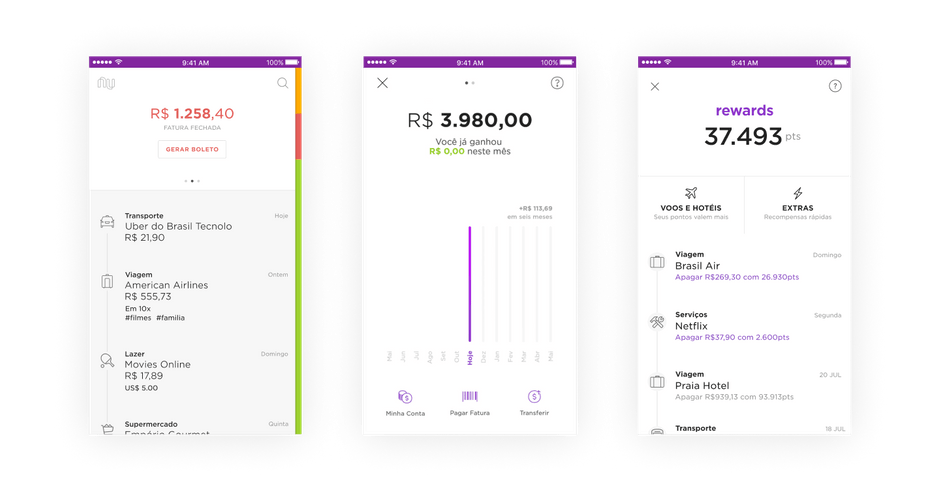 9:41 AM
100%
nu
R$ 1.258,40
FATURA FECHADA
GERAR BOLETO
Transporte
Hoje
Uber do Brasil Tecnolo
R$ 21,90
Viagem
Ontem
American Airlines
R$ 555,73
Em 10x
#filmes #familia
Lazer
Domingo
Movies Online
R$ 17,89
US$ 5.00
Supermercado
Quinta
Empório Gourmet
9:41 AM
100%
?
R$ 3.980,00
Você já ganhou
R$ 0,00 neste mês
+R$ 113,69
em seis meses
Mai
Jun
Jul
Ago
Set
Out
Hoje
Dez
Jan
Fev
Mar
Abr
Mai
Minha Conta
Pagar Fatura
Transferir
9:41 AM
100%
?
rewards
37.493 pts
VOOS E HOTÉIS
Seus pontos valem mais
EXTRAS
Recompensas rápidas
Viagem
Domingo
Brasil Air
Apagar R$269,30 com 26.930pts
Serviços
Segunda
Netflix
Apagar R$37,90 com 2.600pts
Viagem
20 JUL
Praia Hotel
Apagar R$939,13 com 93.913pts
Transporte
18 JUL